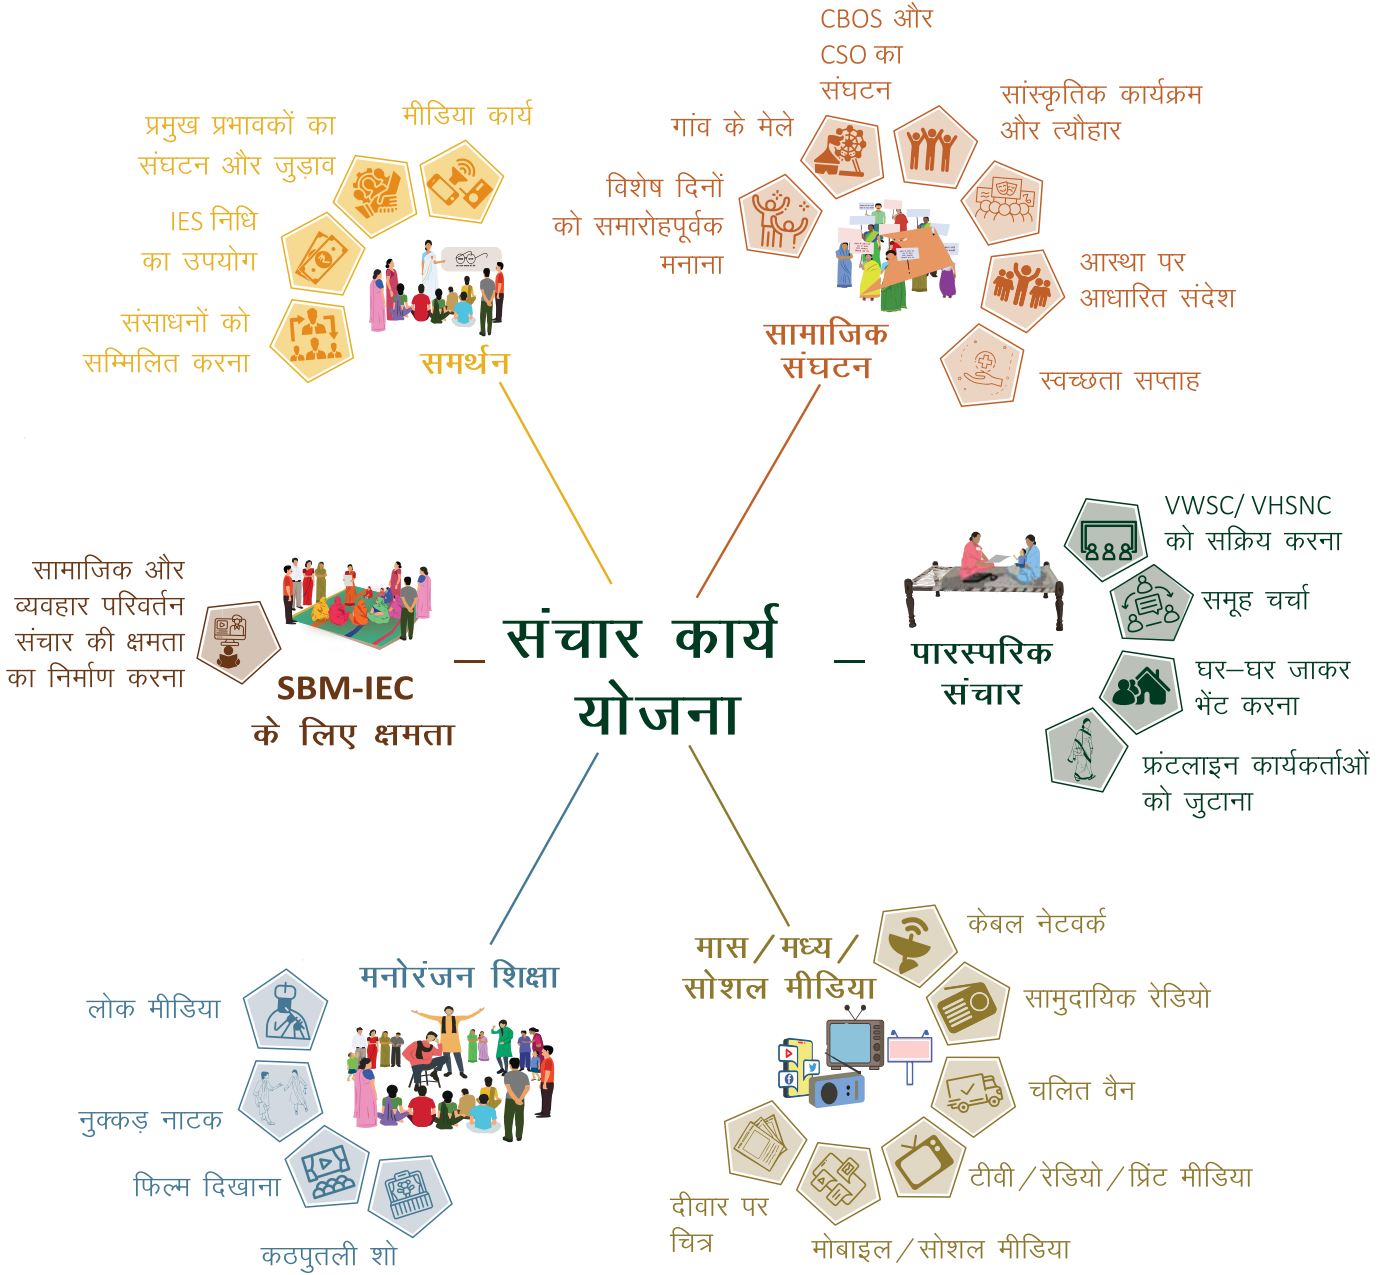 प्रमुख प्रभावकों का
संघटन और जुड़ाव
मीडिया कार्य
IES निधि
का उपयोग
संसाधनों को
सम्मिलित करना
समर्थन
CBOS और
CSO का
संघटन
गांव के मेले
विशेष दिनों
को समारोहपूर्वक
मनाना
सांस्कृतिक कार्यक्रम
और त्यौहार
आस्था पर
आधारित संदेश
स्वच्छता सप्ताह
सामाजिक
संघटन
सामाजिक और
व्यवहार परिवर्तन
संचार की क्षमता
का निर्माण करना
SBM-IEC
के लिए क्षमता
संचार कार्य
योजना
पारस्परिक
संचार
VWSC/ VHSNC
को सक्रिय करना
समूह चर्चा
घर–घर जाकर
भेंट करना
फ्रंटलाइन कार्यकर्ताओं
को जुटाना
मनोरंजन शिक्षा
लोक मीडिया
नुक्कड़ नाटक
फिल्म दिखाना
कठपुतली शो
मास/मध्य/
सोशल मीडिया
केबल नेटवर्क
सामुदायिक रेडियो
चलित वैन
टीवी/रेडियो/प्रिंट मीडिया
मोबाइल/सोशल मीडिया
दीवार पर
चित्र